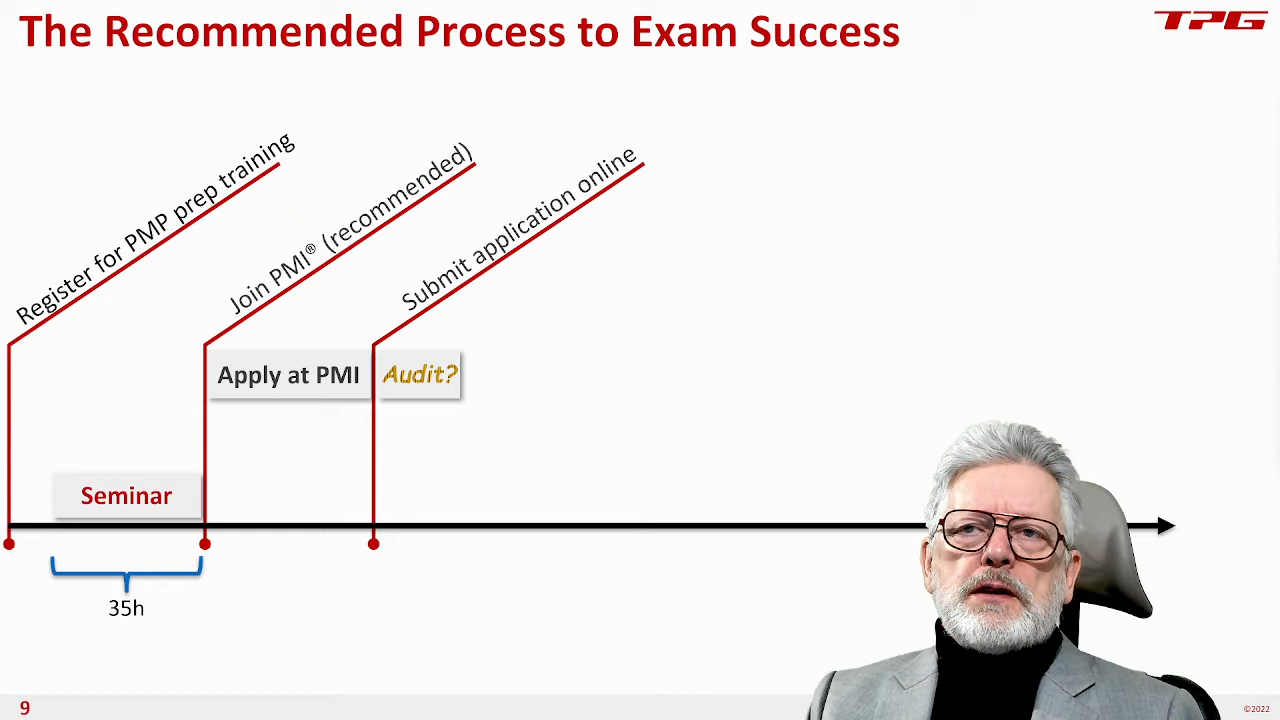 The Recommended Process to Exam Success
TPG
Register for PMP prep training
Join PMI® (recommended)
Submit application online
Apply at PMI
Audit?
Seminar
35h
9
©2022